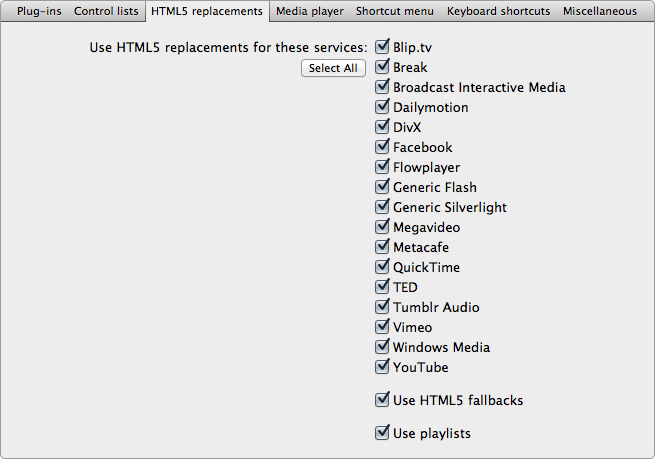 Plug-ins Control lists HTML5 replacements Media player Shortcut menu Keyboard shortcuts Miscellaneous
Use HTML5 replacements for these services: Blip.tv
Select All Break
Broadcast Interactive Media
Dailymotion
DivX
Facebook
Flowplayer
Generic Flash
Generic Silverlight
Megavideo
Metacafe
QuickTime
TED
Tumblr Audio
Vimeo
Windows Media
YouTube
Use HTML5 fallbacks
Use playlists